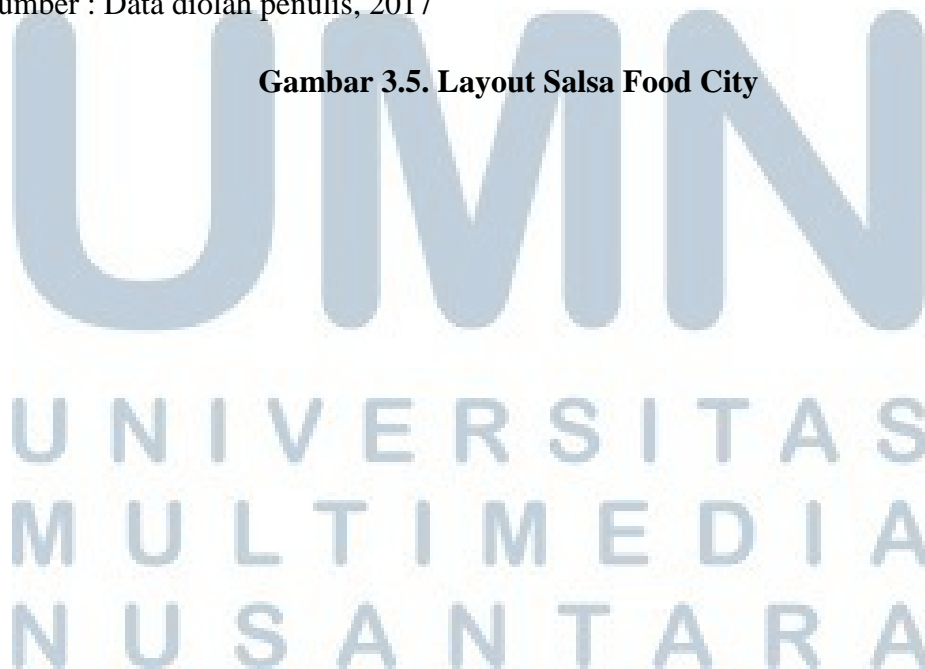 umber : Data diolah penulis, 2017
Gambar 3.5. Layout Salsa Food City
UMN
UNIVERSITAS
MULTIMEDIA
NUSANTARA